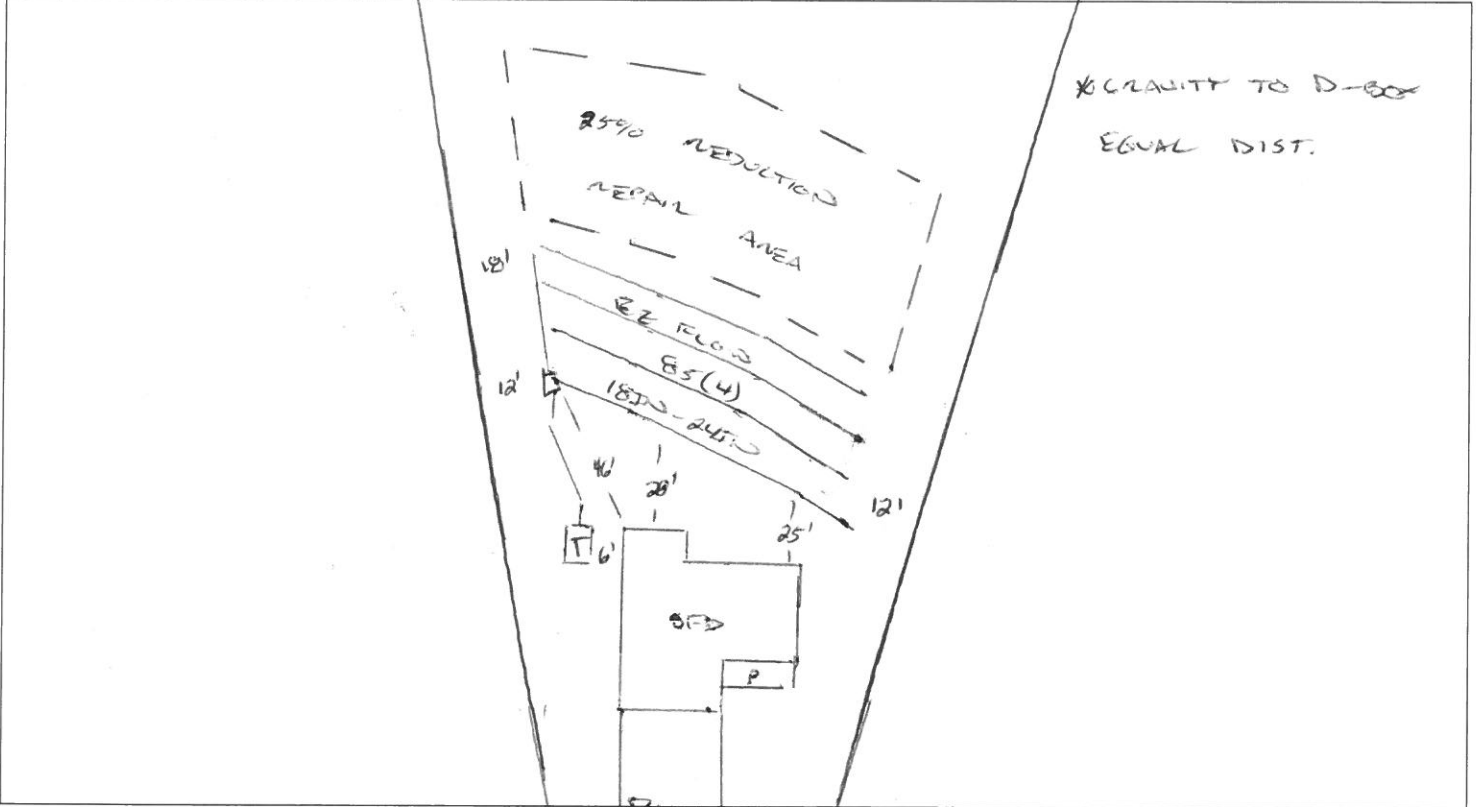 *GRAVITY TO D-BOX
EQUAL DIST.
25% REDUCTION
REPAIR AREA
18'
EZ FLOW
85(4)
18IN-24IN
12'
46'
28'
25'
12'
T
6'
SFD
P